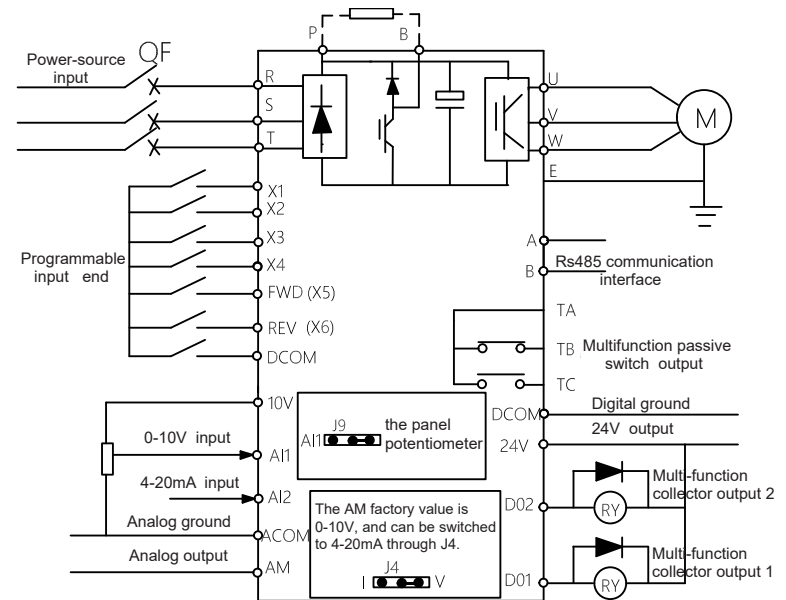 P
B
QF
Power-source
input
R
S
T
U
V
W
E
M
X1
X2
X3
X4
FWD (X5)
REV (X6)
DCOM
Programmable
input end
A
B
Rs485 communication
interface
TA
TB
TC
Multifunction passive
switch output
DCOM
Digital ground
24V
24V output
10V
0-10V input
AI1
4-20mA input
AI2
Analog ground
ACOM
Analog output
AM
J9
AI1
the panel
potentiometer
The AM factory value is
0-10V, and can be switched
to 4-20mA through J4.
J4
I
V
D02
RY
Multi-function
collector output 2
D01
RY
Multi-function
collector output 1